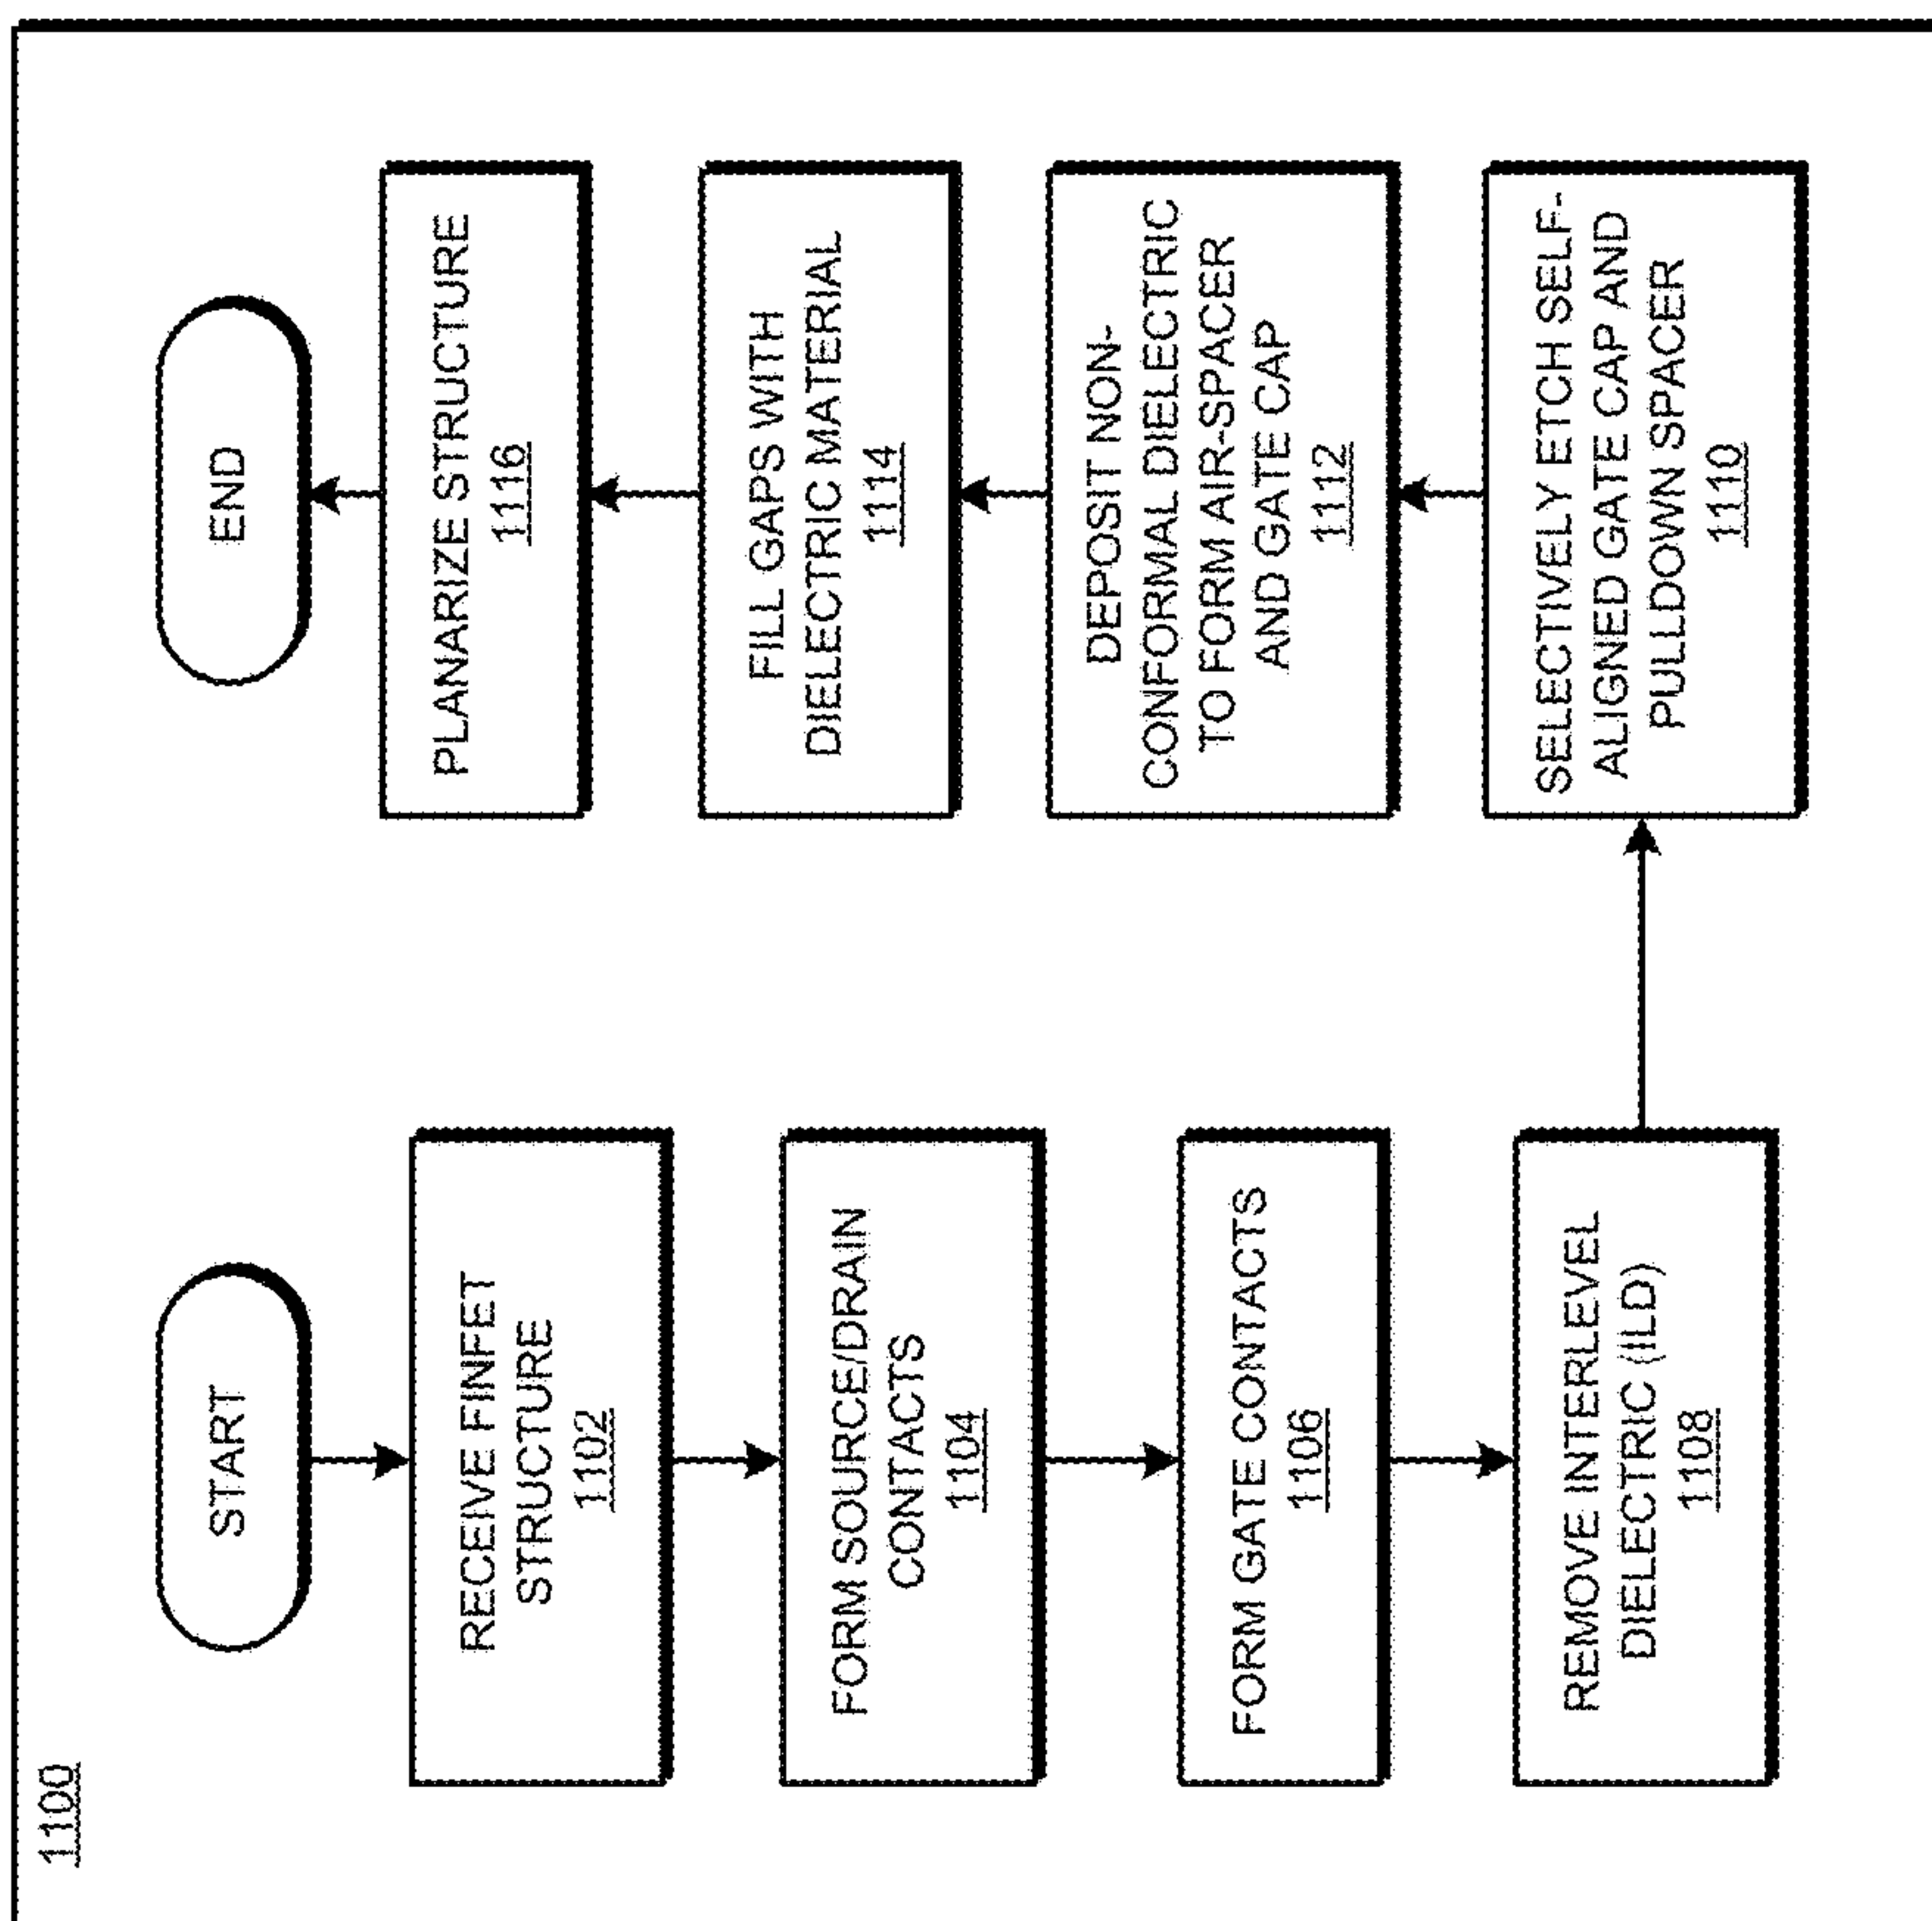 1100
START
RECEIVE FINFET
STRUCTURE
1102
FORM SOURCE/DRAIN
CONTACTS
1104
FORM GATE CONTACTS
1106
REMOVE INTERLEVEL
DIELECTRIC (ILD)
1108
SELECTIVELY ETCH SELF-
ALIGNED GATE CAP AND
PULLDOWN SPACER
1110
DEPOSIT NON-
CONFORMAL DIELECTRIC
TO FORM AIR-SPACER
AND GATE CAP
1112
FILL GAPS WITH
DIELECTRIC MATERIAL
1114
PLANARIZE STRUCTURE
1116
END